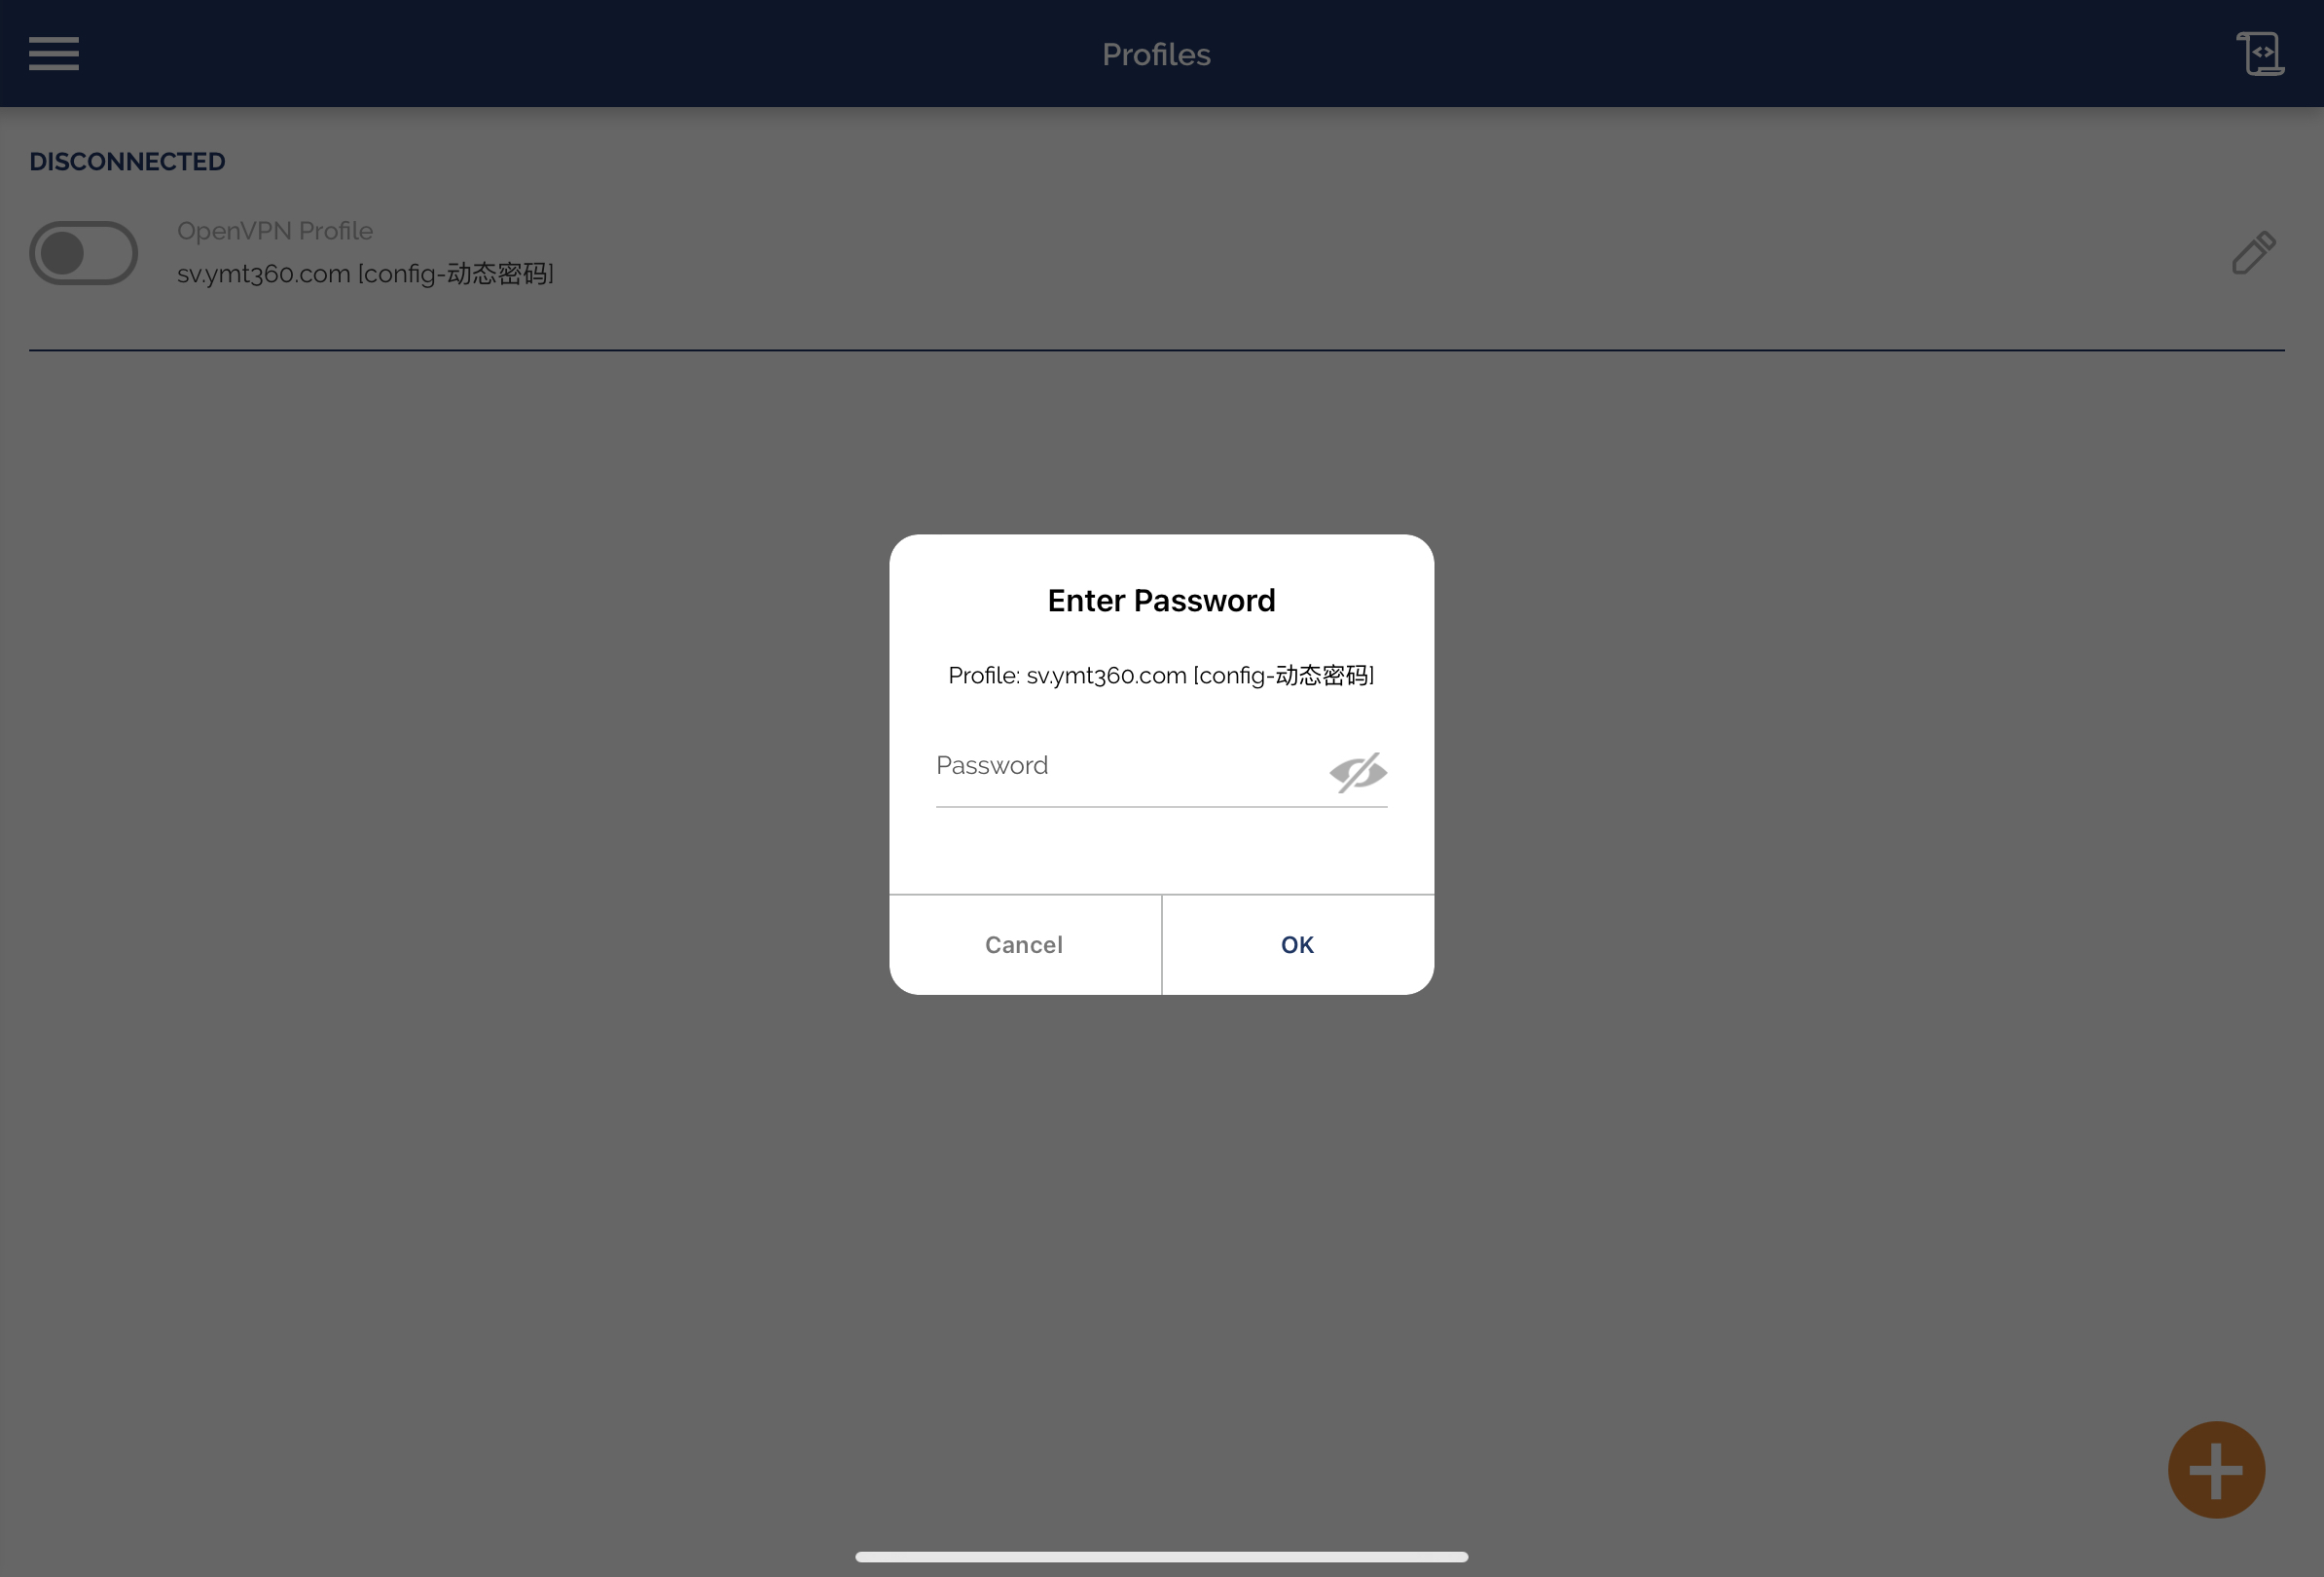 Profiles
DISCONNECTED
OpenVPN Profile
sv.ymt360.com [config-动态密码]
Enter Password
Profile: sv.ymt360.com [config-动态密码]
Password
Cancel
OK